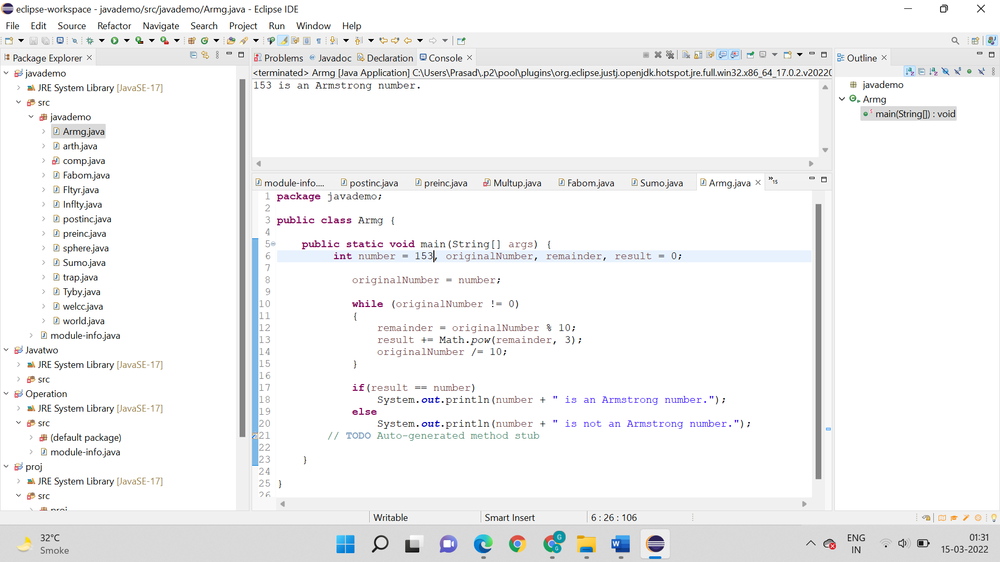 eclipse-workspace - javademo/src/javademo/Armg.java - Eclipse IDE
File Edit Source Refactor Navigate Search Project Run Window Help
Package Explorer
javademo
JRE System Library [JavaSE-17]
src
javademo
Armg.java
arth.java
comp.java
Fabom.java
Fltyr.java
Inflty.java
postinc.java
preinc.java
sphere.java
Sumo.java
trap.java
Tyby.java
welcc.java
world.java
module-info.java
Javatwo
JRE System Library [JavaSE-17]
src
Operation
JRE System Library [JavaSE-17]
src
(default package)
module-info.java
proj
JRE System Library [JavaSE-17]
src
proj
Problems Javadoc Declaration Console
<terminated> Armg [Java Application] C:\Users\Prasad\.p2\pool\plugins\org.eclipse.justj.openjdk.hotspot.jre.full.win32.x86_64_17.0.2.v20220
153 is an Armstrong number.
module-info.... postinc.java preinc.java Multup.java Fabom.java Sumo.java Armg.java »15
1 package javademo;
2
3 public class Armg {
4
5 public static void main(String[] args) {
6 int number = 153, originalNumber, remainder, result = 0;
7
8 originalNumber = number;
9
10 while (originalNumber != 0)
11 {
12 remainder = originalNumber % 10;
13 result += Math.pow(remainder, 3);
14 originalNumber /= 10;
15 }
16
17 if(result == number)
18 System.out.println(number + " is an Armstrong number.");
19 else
20 System.out.println(number + " is not an Armstrong number.");
21 // TODO Auto-generated method stub
22
23 }
24
25 }
26
Outline
javademo
Armg
main(String[]) : void
Writable Smart Insert 6 : 26 : 106
32°C
Smoke
ENG
IN
01:31
15-03-2022